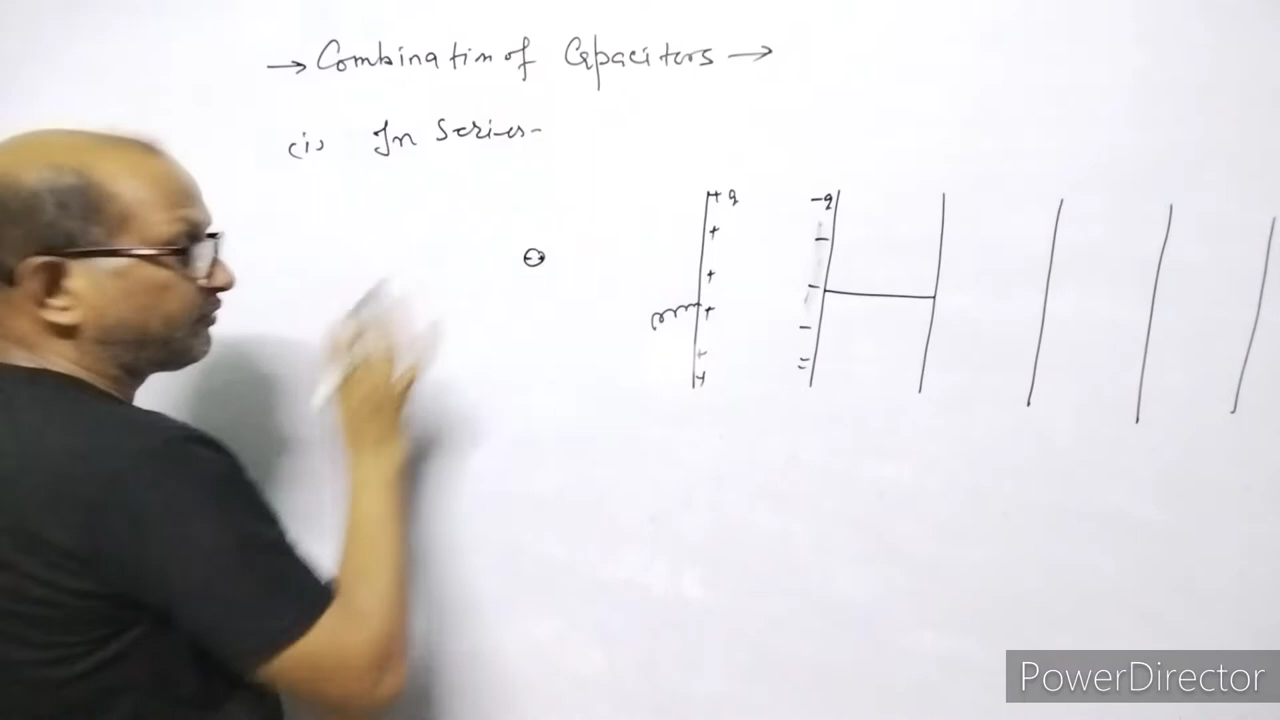 → Combination of Capacitors →
(i) In Series-
+ q
- q
+
-
+
-
+
-
+
=
+
PowerDirector